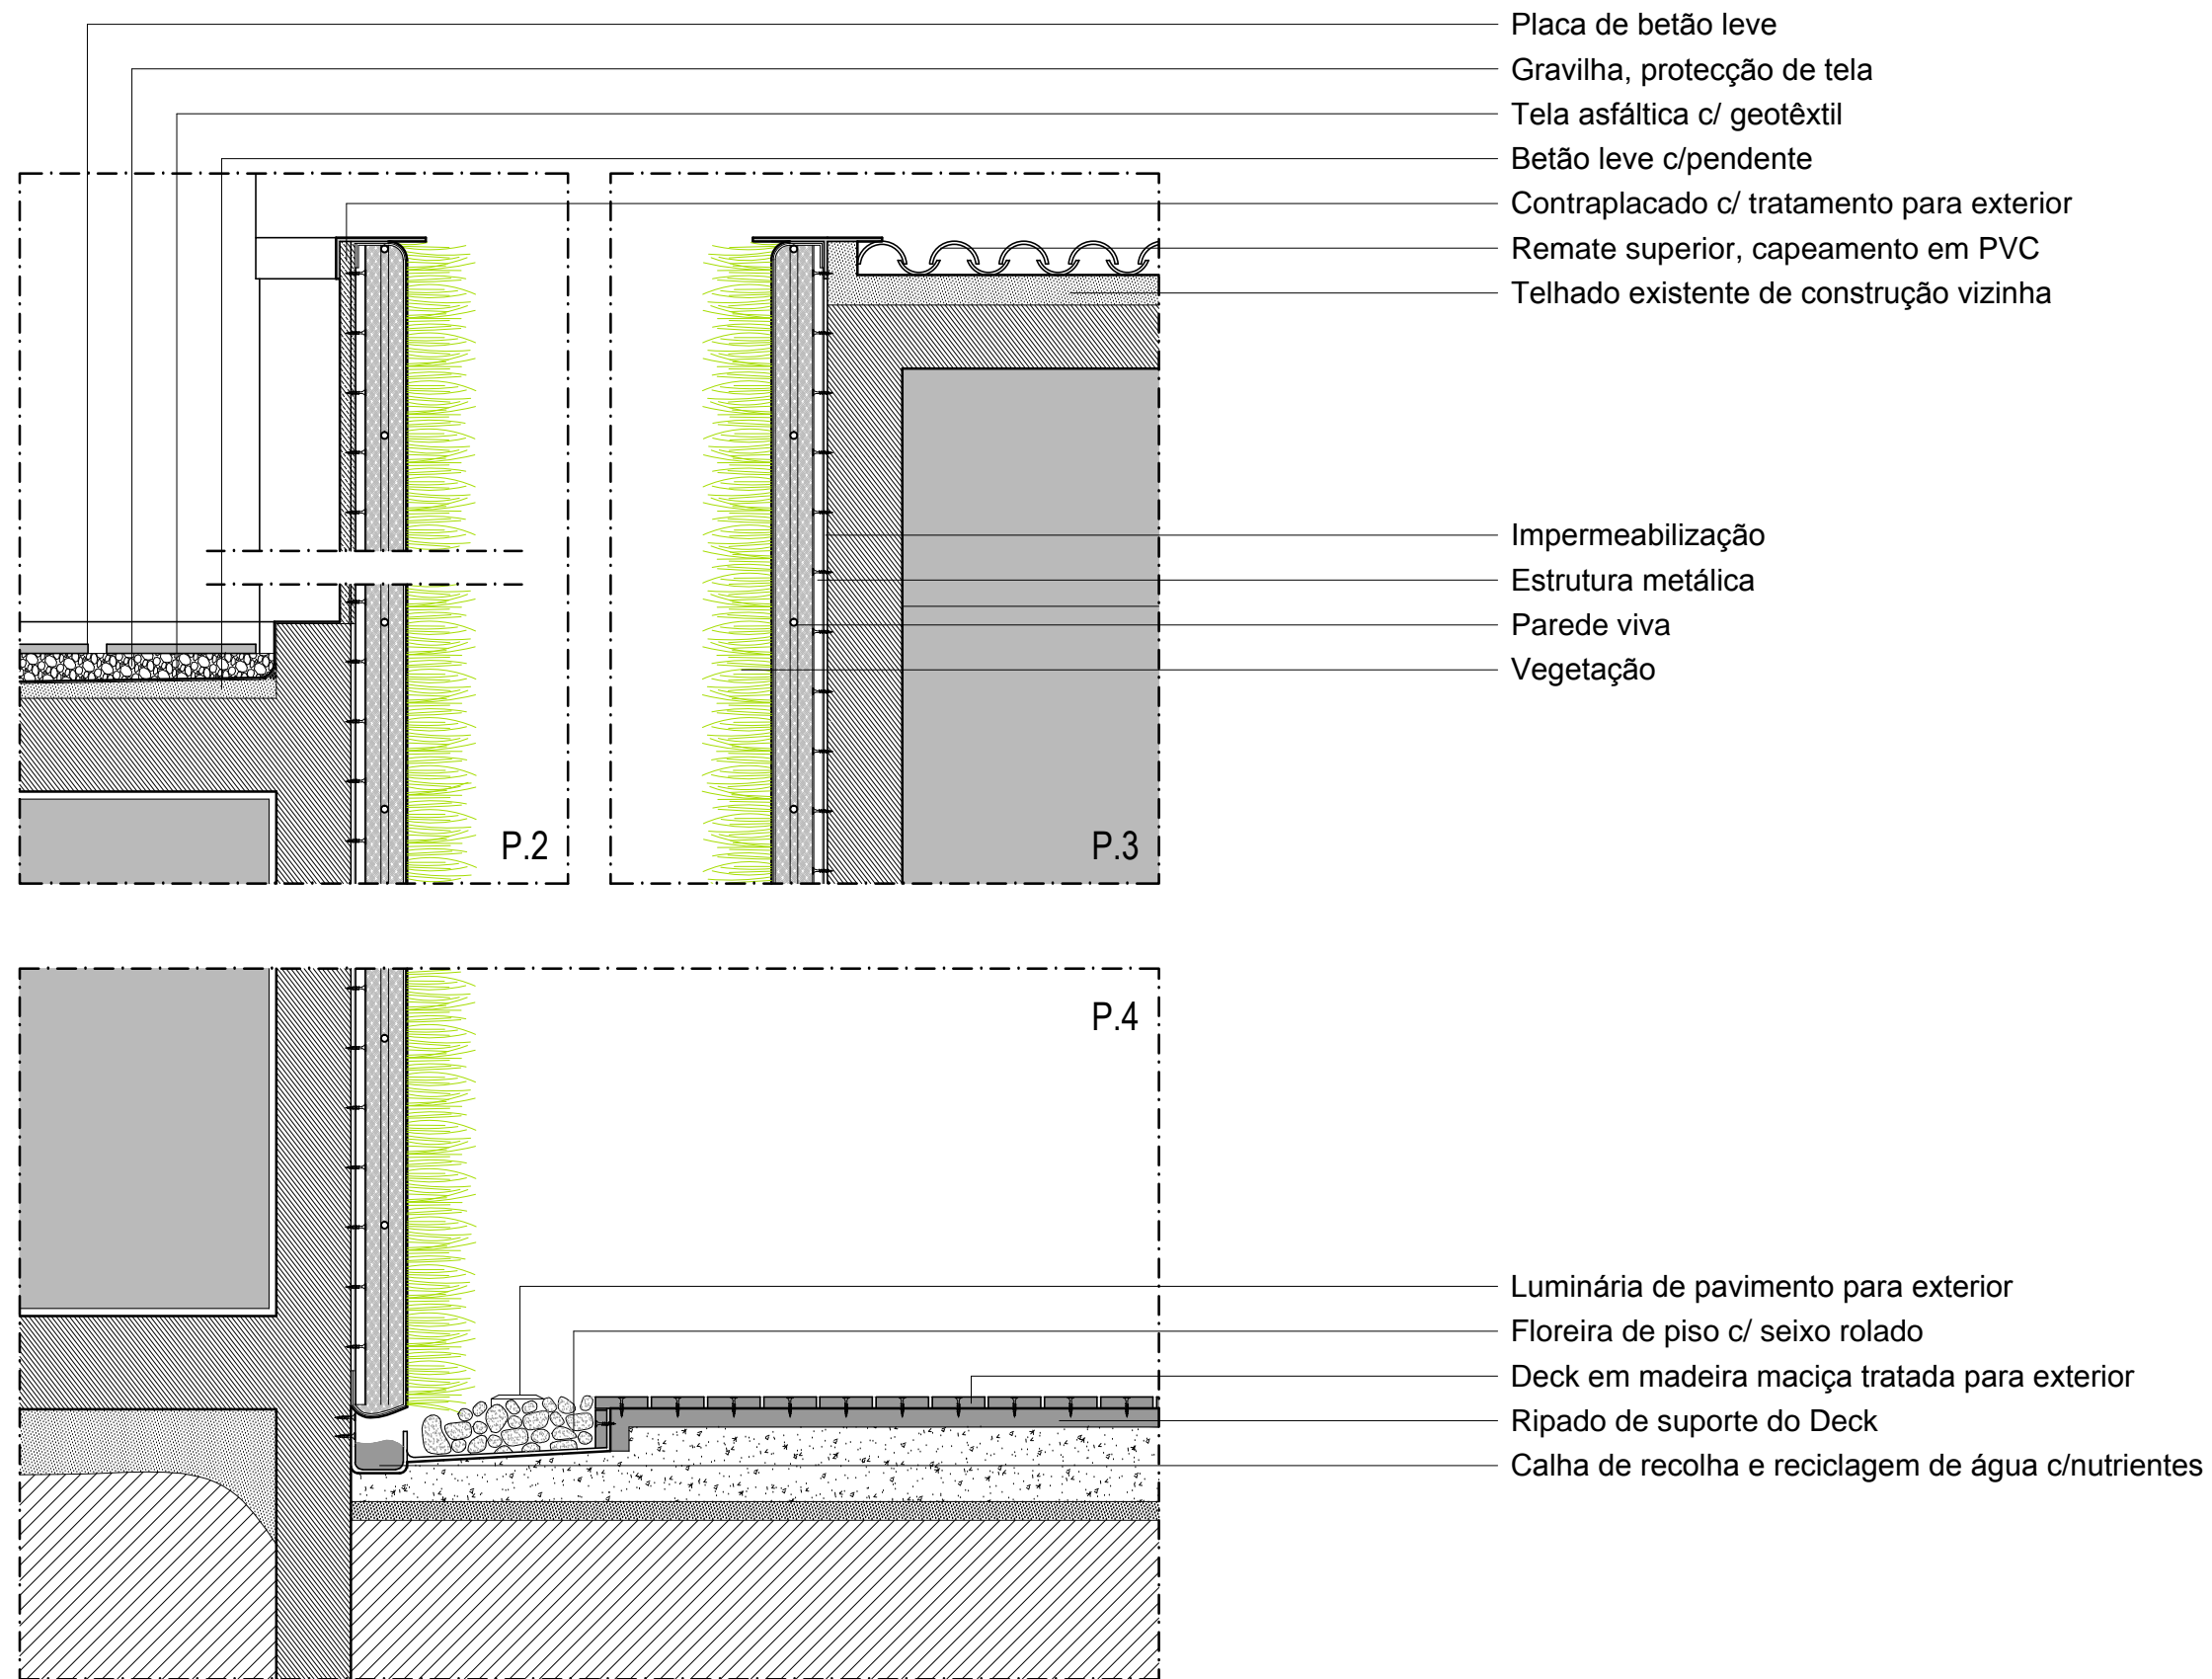 Placa de betão leve
Gravilha, protecção de tela
Tela asfáltica c/ geotêxtil
Betão leve c/pendente
Contraplacado c/ tratamento para exterior
Remate superior, capeamento em PVC
Telhado existente de construção vizinha
Impermeabilização
Estrutura metálica
Parede viva
Vegetação
P.2
P.3
P.4
Luminária de pavimento para exterior
Floreira de piso c/ seixo rolado
Deck em madeira maciça tratada para exterior
Ripado de suporte do Deck
Calha de recolha e reciclagem de água c/nutrientes